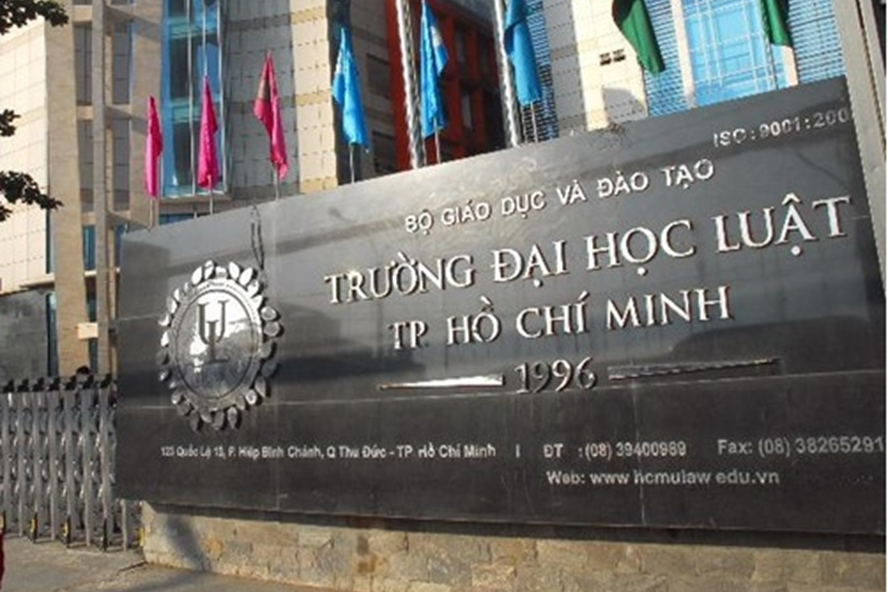 ISO: 9001:200
BỘ GIÁO DỤC VÀ ĐÀO TẠO
TRƯỜNG ĐẠI HỌC LUẬT
TP. HỒ CHÍ MINH
1996
UL
123 Quốc Lộ 13, P. Hiệp Bình Chánh, Q Thủ Đức - TP Hồ Chí Minh | ĐT : (08) 39400989 Fax: (08) 38265291
Web: www.hcmulaw.edu.vn